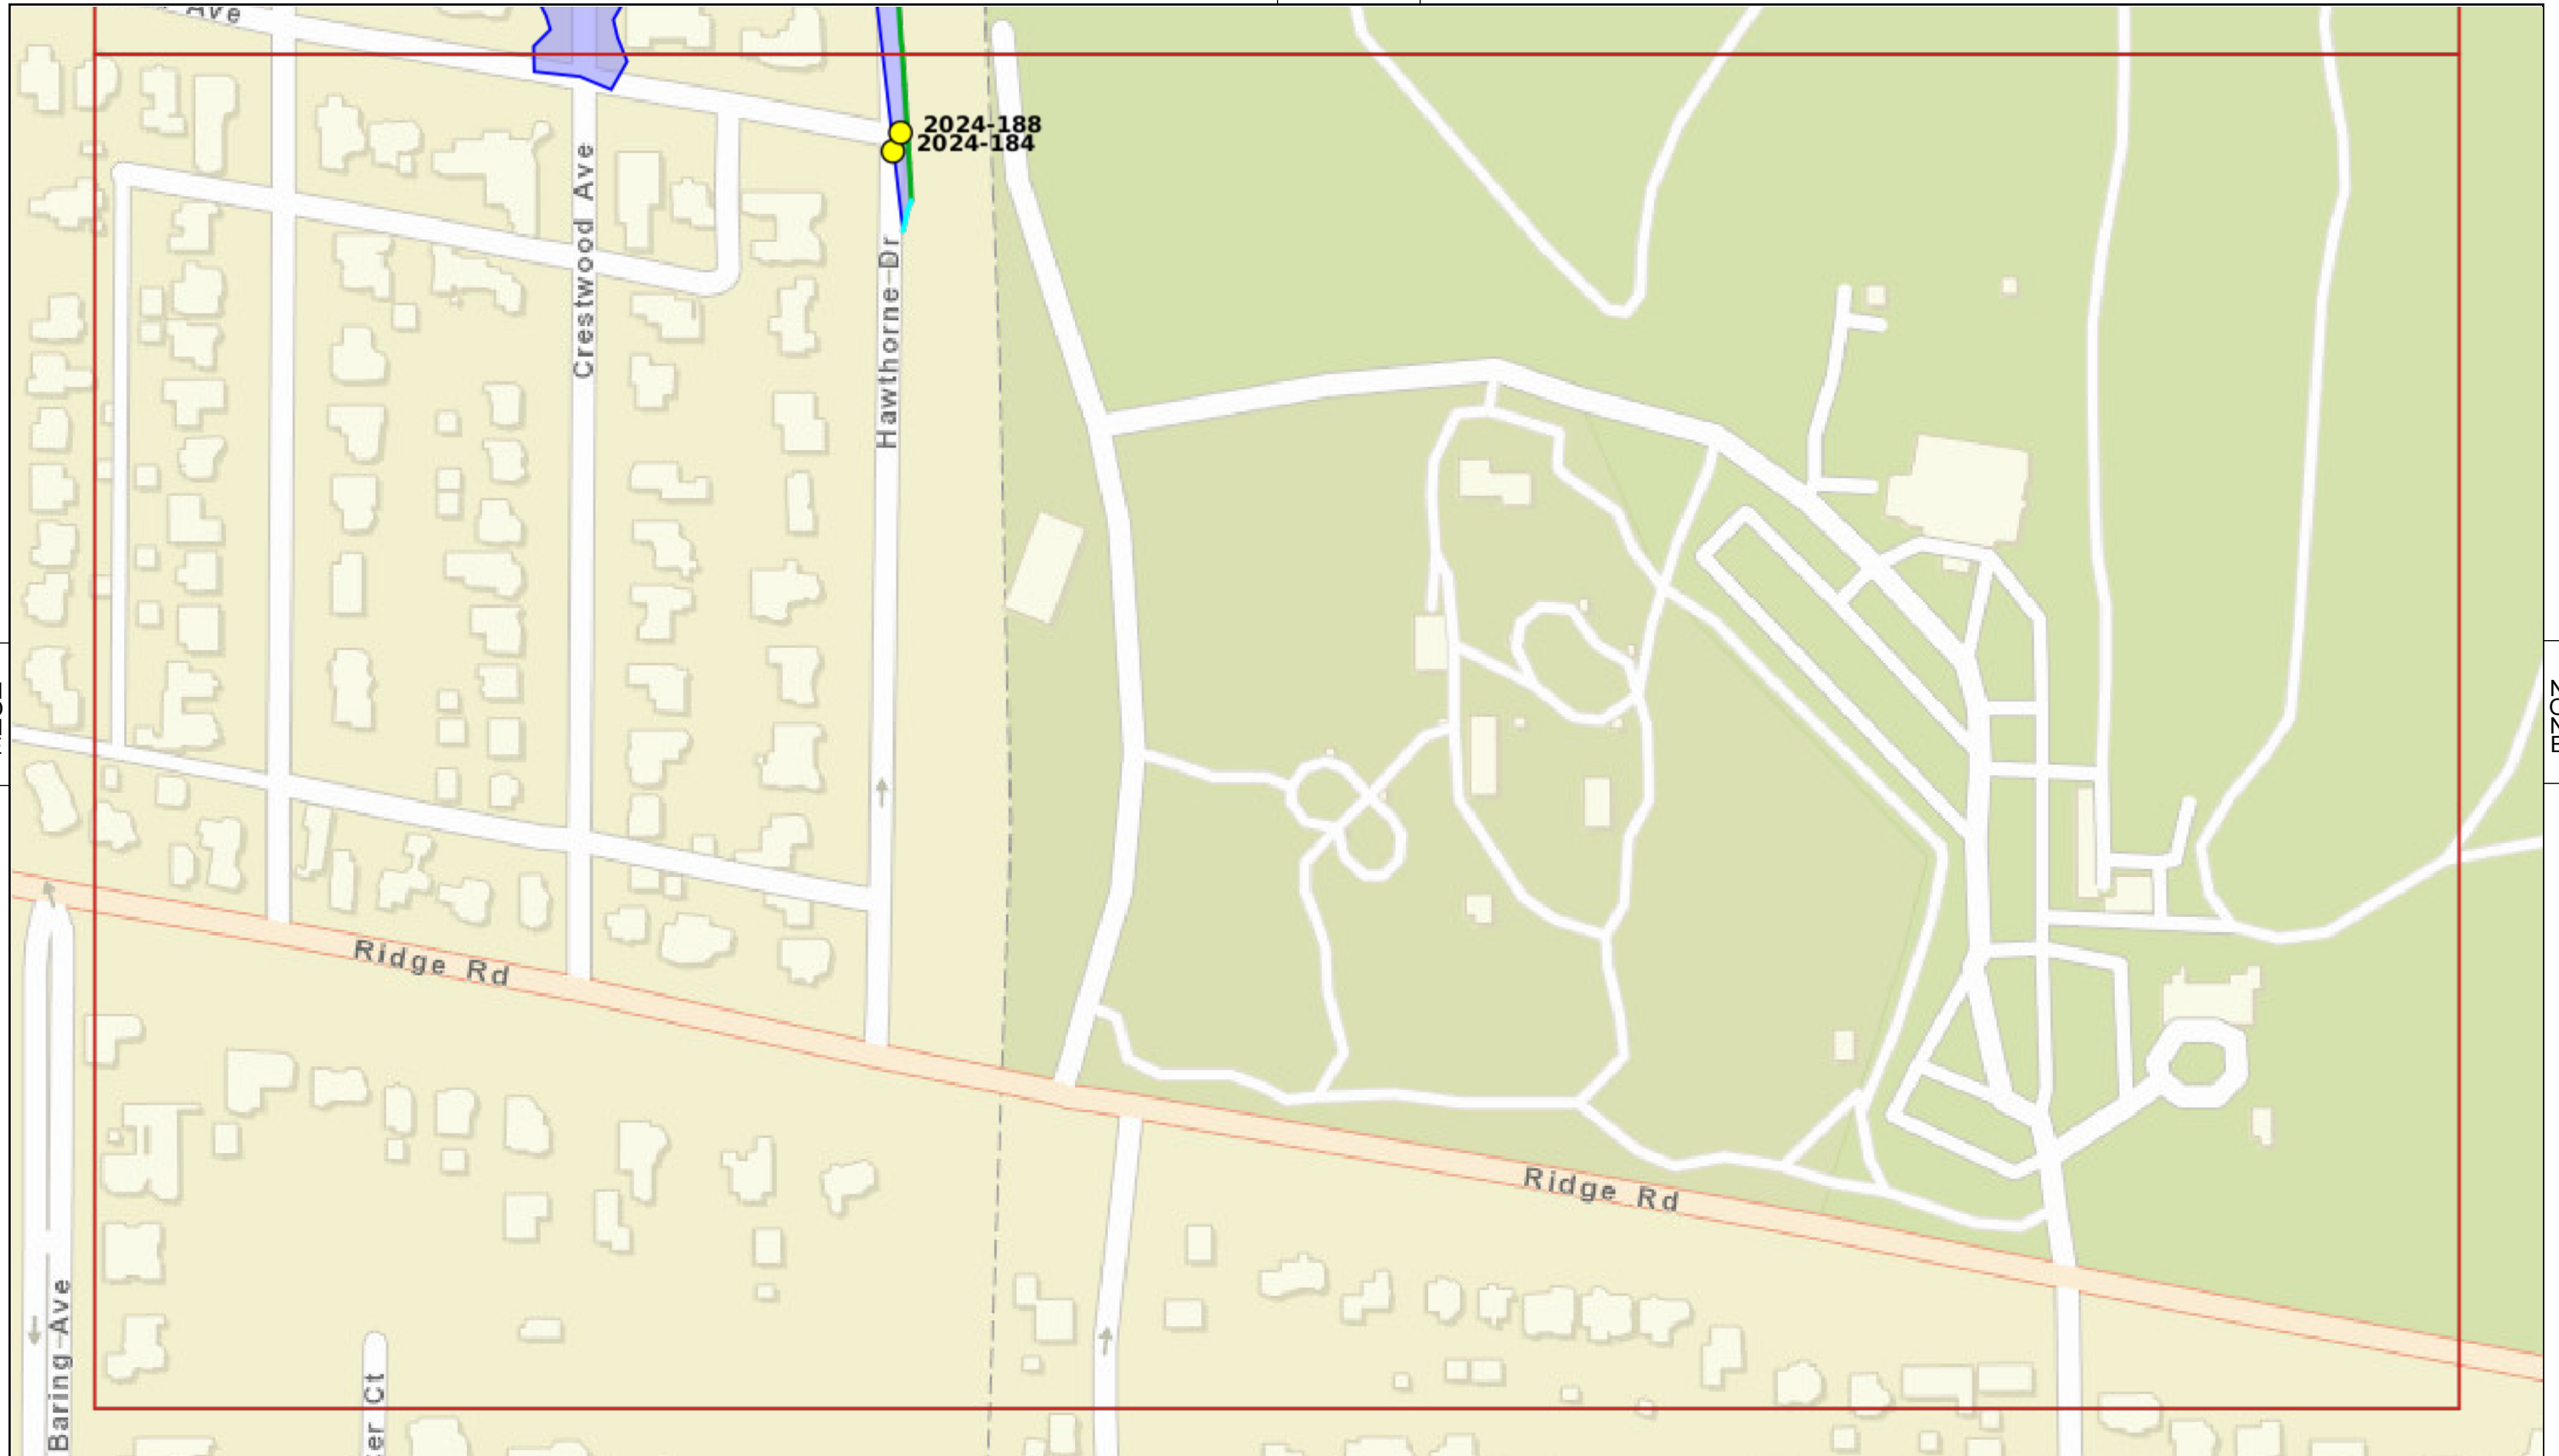 Ave
2024-188
2024-184
Crestwood Ave
Hawthorne Dr
Ridge Rd
Ridge Rd
Baring Ave
er Ct